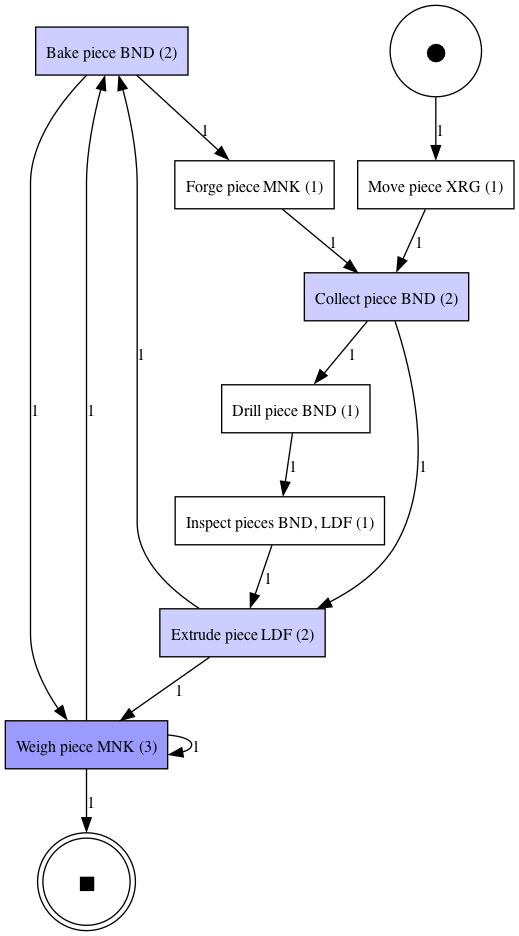 Bake piece BND (2)
1
Forge piece MNK (1)
Move piece XRG (1)
1
1
1
Collect piece BND (2)
1
1
1
1
Drill piece BND (1)
1
1
Inspect pieces BND, LDF (1)
1
Extrude piece LDF (2)
1
Weigh piece MNK (3)
1
1